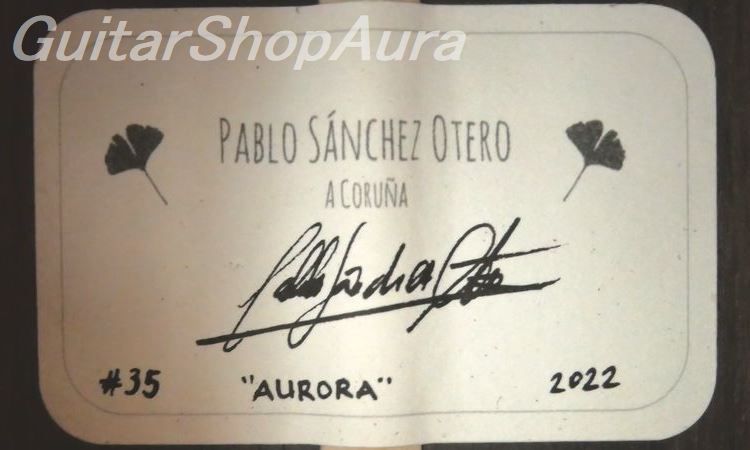 GuitarShopAura
PABLO SÁNCHEZ OTERO
A CORUÑA
#35 "AURORA" 2022